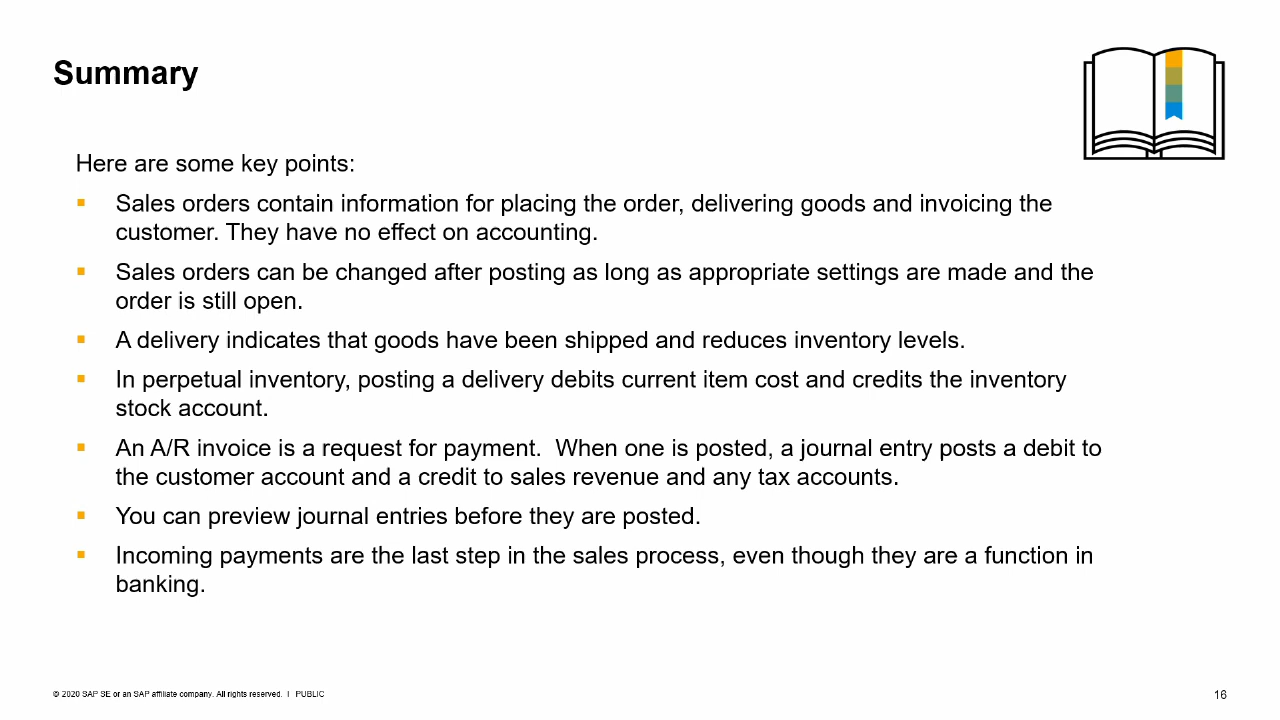 Summary
Here are some key points:
Sales orders contain information for placing the order, delivering goods and invoicing the
customer. They have no effect on accounting.
Sales orders can be changed after posting as long as appropriate settings are made and the
order is still open.
A delivery indicates that goods have been shipped and reduces inventory levels.
In perpetual inventory, posting a delivery debits current item cost and credits the inventory
stock account.
An A/R invoice is a request for payment.  When one is posted, a journal entry posts a debit to
the customer account and a credit to sales revenue and any tax accounts.
You can preview journal entries before they are posted.
Incoming payments are the last step in the sales process, even though they are a function in
banking.
© 2020 SAP SE or an SAP affiliate company. All rights reserved. I PUBLIC
16